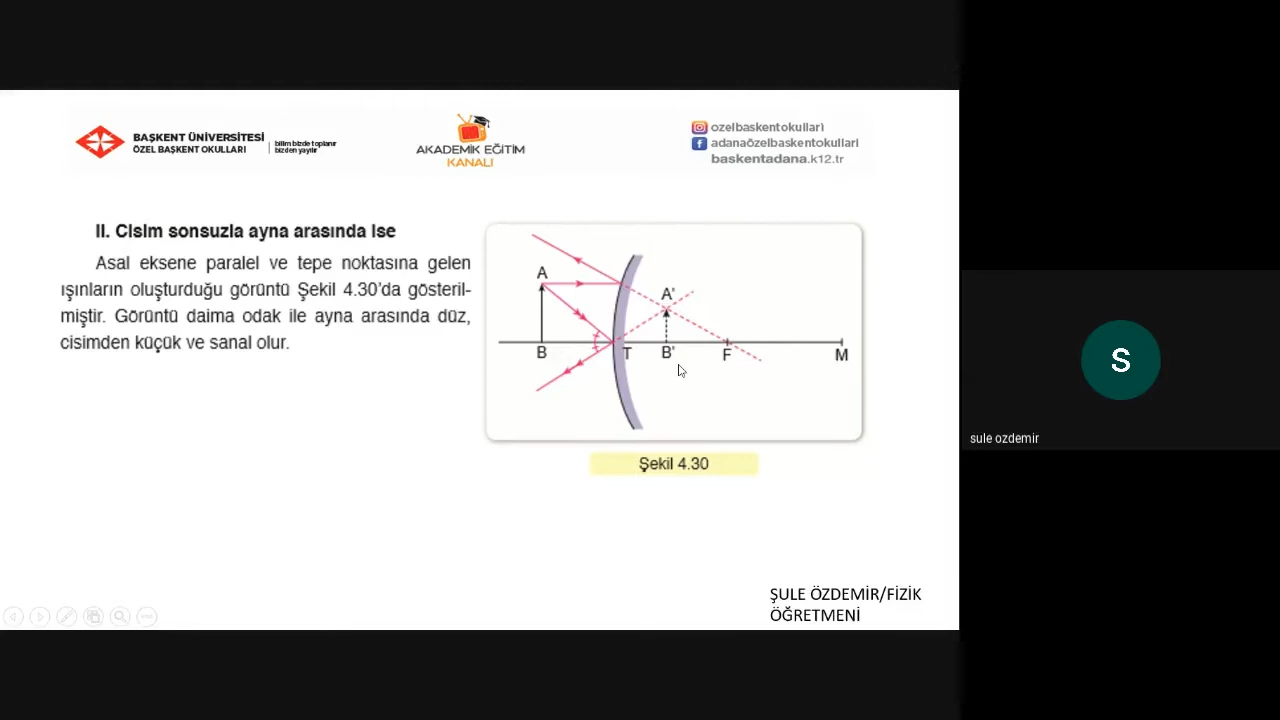 BAŞKENT ÜNİVERSİTESİ
ÖZEL BAŞKENT OKULLARI
bilim bizde toplanır
bizden yayılır
AKADEMİK EĞİTİM
KANALI
ozelbaskentokullari
adanaözelbaskentokullari
baskentadana.k12.tr
II. Cisim sonsuzla ayna arasında ise
Asal eksene paralel ve tepe noktasına gelen
ışınların oluşturduğu görüntü Şekil 4.30'da gösteril-
miştir. Görüntü daima odak ile ayna arasında düz,
cisimden küçük ve sanal olur.
A
A'
B
T
B'
F
M
Şekil 4.30
ŞULE ÖZDEMİR/FİZİK
ÖĞRETMENİ
S
sule ozdemir